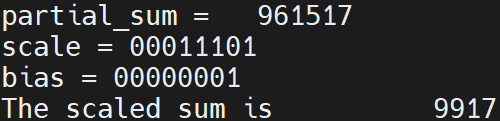 partial_sum =   961517
scale = 00011101
bias = 00000001
The scaled sum is          9917